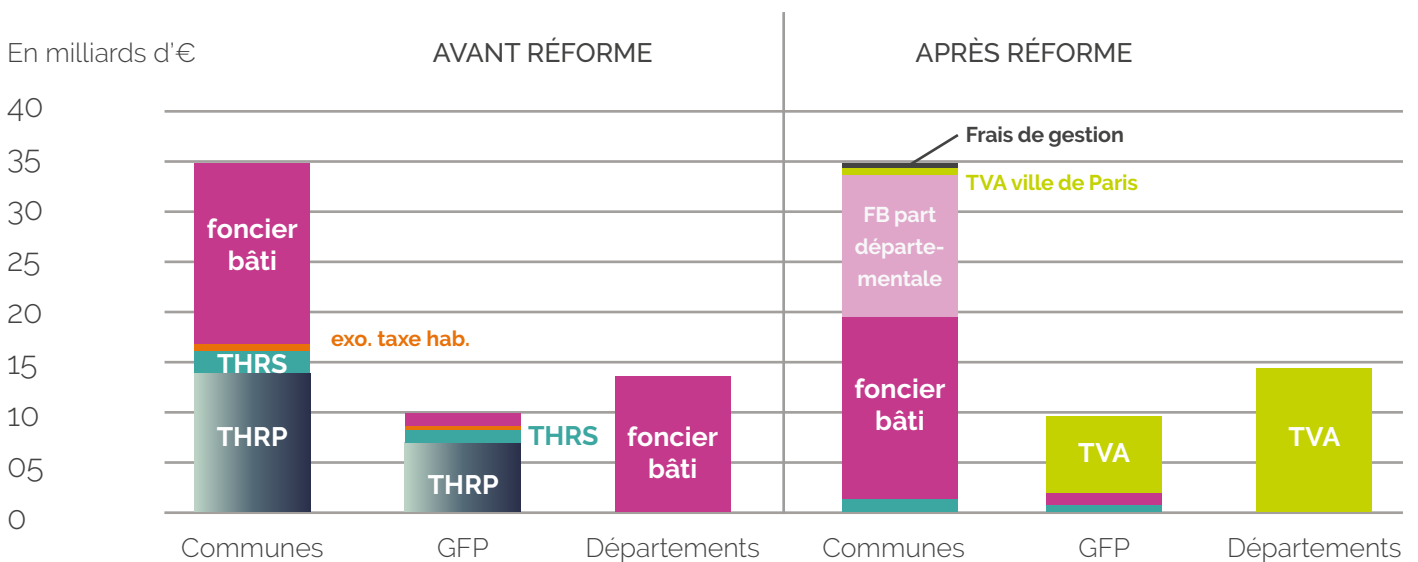 En milliards d'€
AVANT RÉFORME
APRÈS RÉFORME
40
35
30
25
20
15
10
05
0
foncier
bâti
exo. taxe hab.
THRS
THRP
THRS
THRP
foncier
bâti
Frais de gestion
TVA ville de Paris
FB part
départe-
mentale
foncier
bâti
TVA
TVA
Communes
GFP
Départements
Communes
GFP
Départements